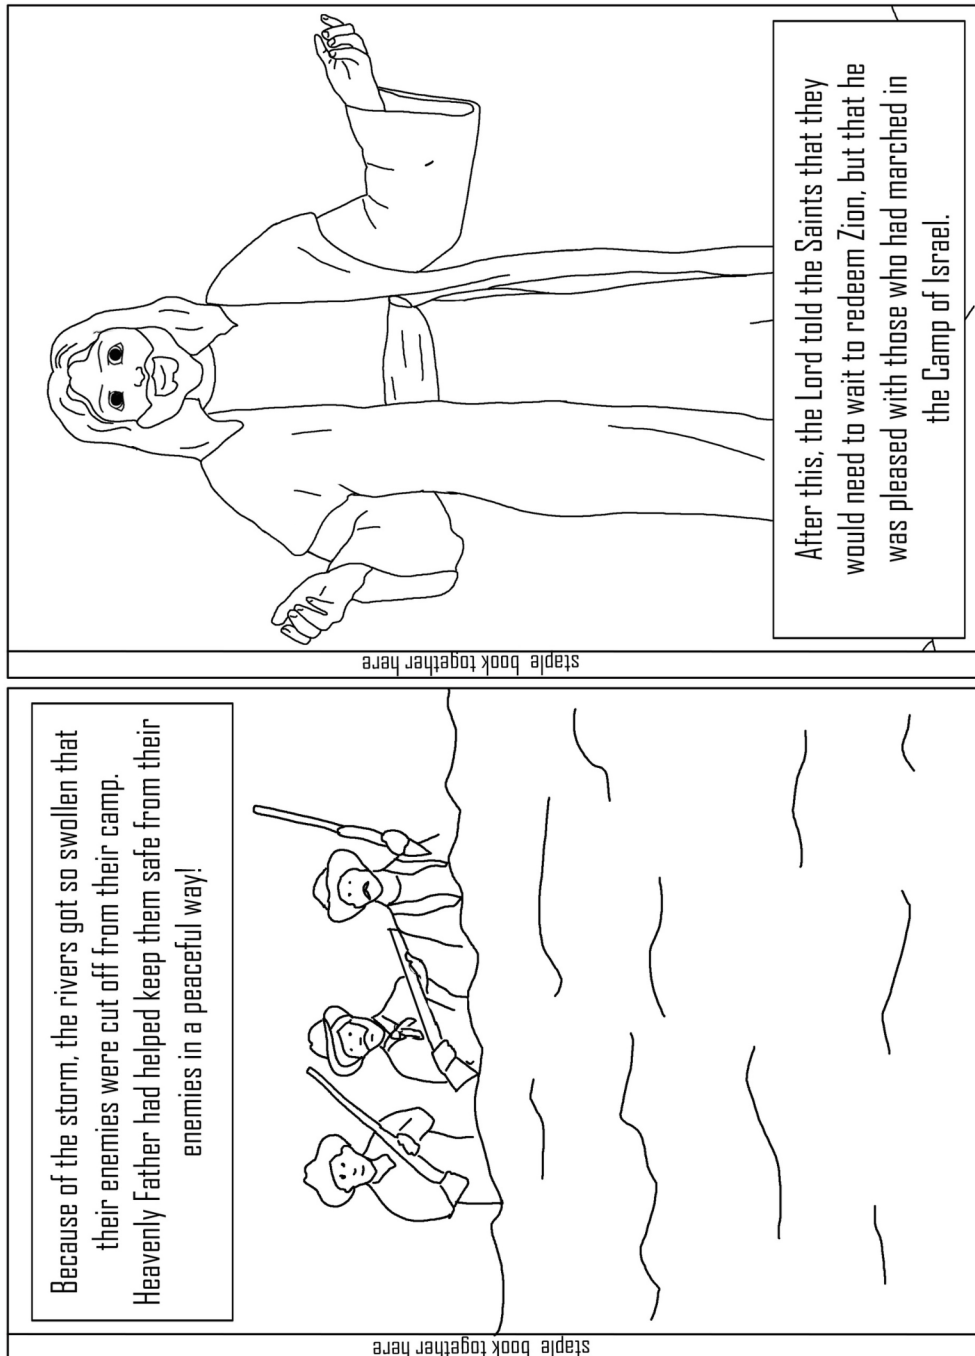 Because of the storm, the rivers got so swollen that
their enemies were cut off from their camp.
Heavenly Father had helped keep them safe from their
enemies in a peaceful way!
staple book together here
After this, the Lord told the Saints that they
would need to wait to redeem Zion, but that he
was pleased with those who had marched in
the Camp of Israel.
staple book together here